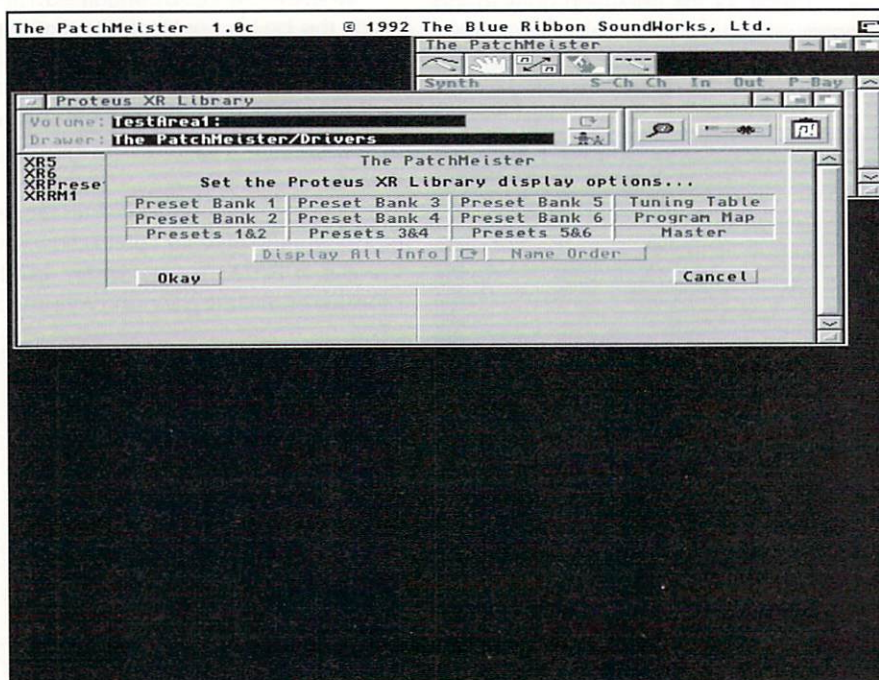 The PatchMeister 1.0c © 1992 The Blue Ribbon SoundWorks, Ltd.
The PatchMeister
Synth S-Ch Ch In Out P-Bay
Proteus XR Library
Volume: TestArea1:
Drawer: The PatchMeister/Drivers
XR5
XR6
XRPrese
XRRM1
The PatchMeister
Set the Proteus XR Library display options...
Preset Bank 1 Preset Bank 3 Preset Bank 5 Tuning Table
Preset Bank 2 Preset Bank 4 Preset Bank 6 Program Map
Presets 1&2 Presets 3&4 Presets 5&6 Master
Display All Info Name Order
Okay Cancel